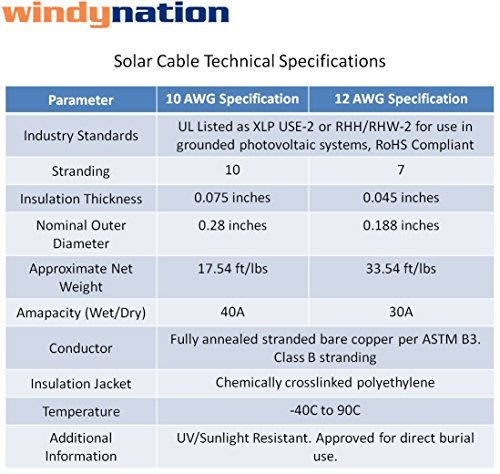 windynation
Solar Cable Technical Specifications
Parameter 10 AWG Specification 12 AWG Specification
Industry Standards UL Listed as XLP USE-2 or RHH/RHW-2 for use in
grounded photovoltaic systems, RoHS Compliant
Stranding 10 7
Insulation Thickness 0.075 inches 0.045 inches
Nominal Outer 0.28 inches 0.188 inches
Diameter
Approximate Net 17.54 ft/lbs 33.54 ft/lbs
Weight
Amapacity (Wet/Dry) 40A 30A
Conductor Fully annealed stranded bare copper per ASTM B3.
Class B stranding
Insulation Jacket Chemically crosslinked polyethylene
Temperature -40C to 90C
Additional UV/Sunlight Resistant. Approved for direct burial
Information use.